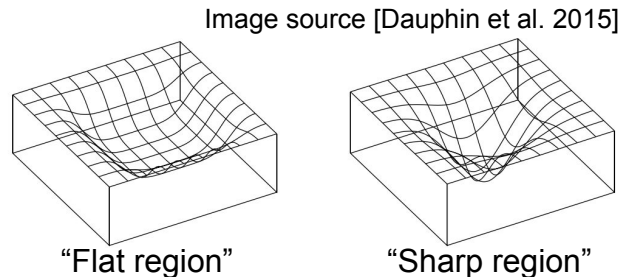 Image source [Dauphin et al. 2015]
“Flat region”
“Sharp region”